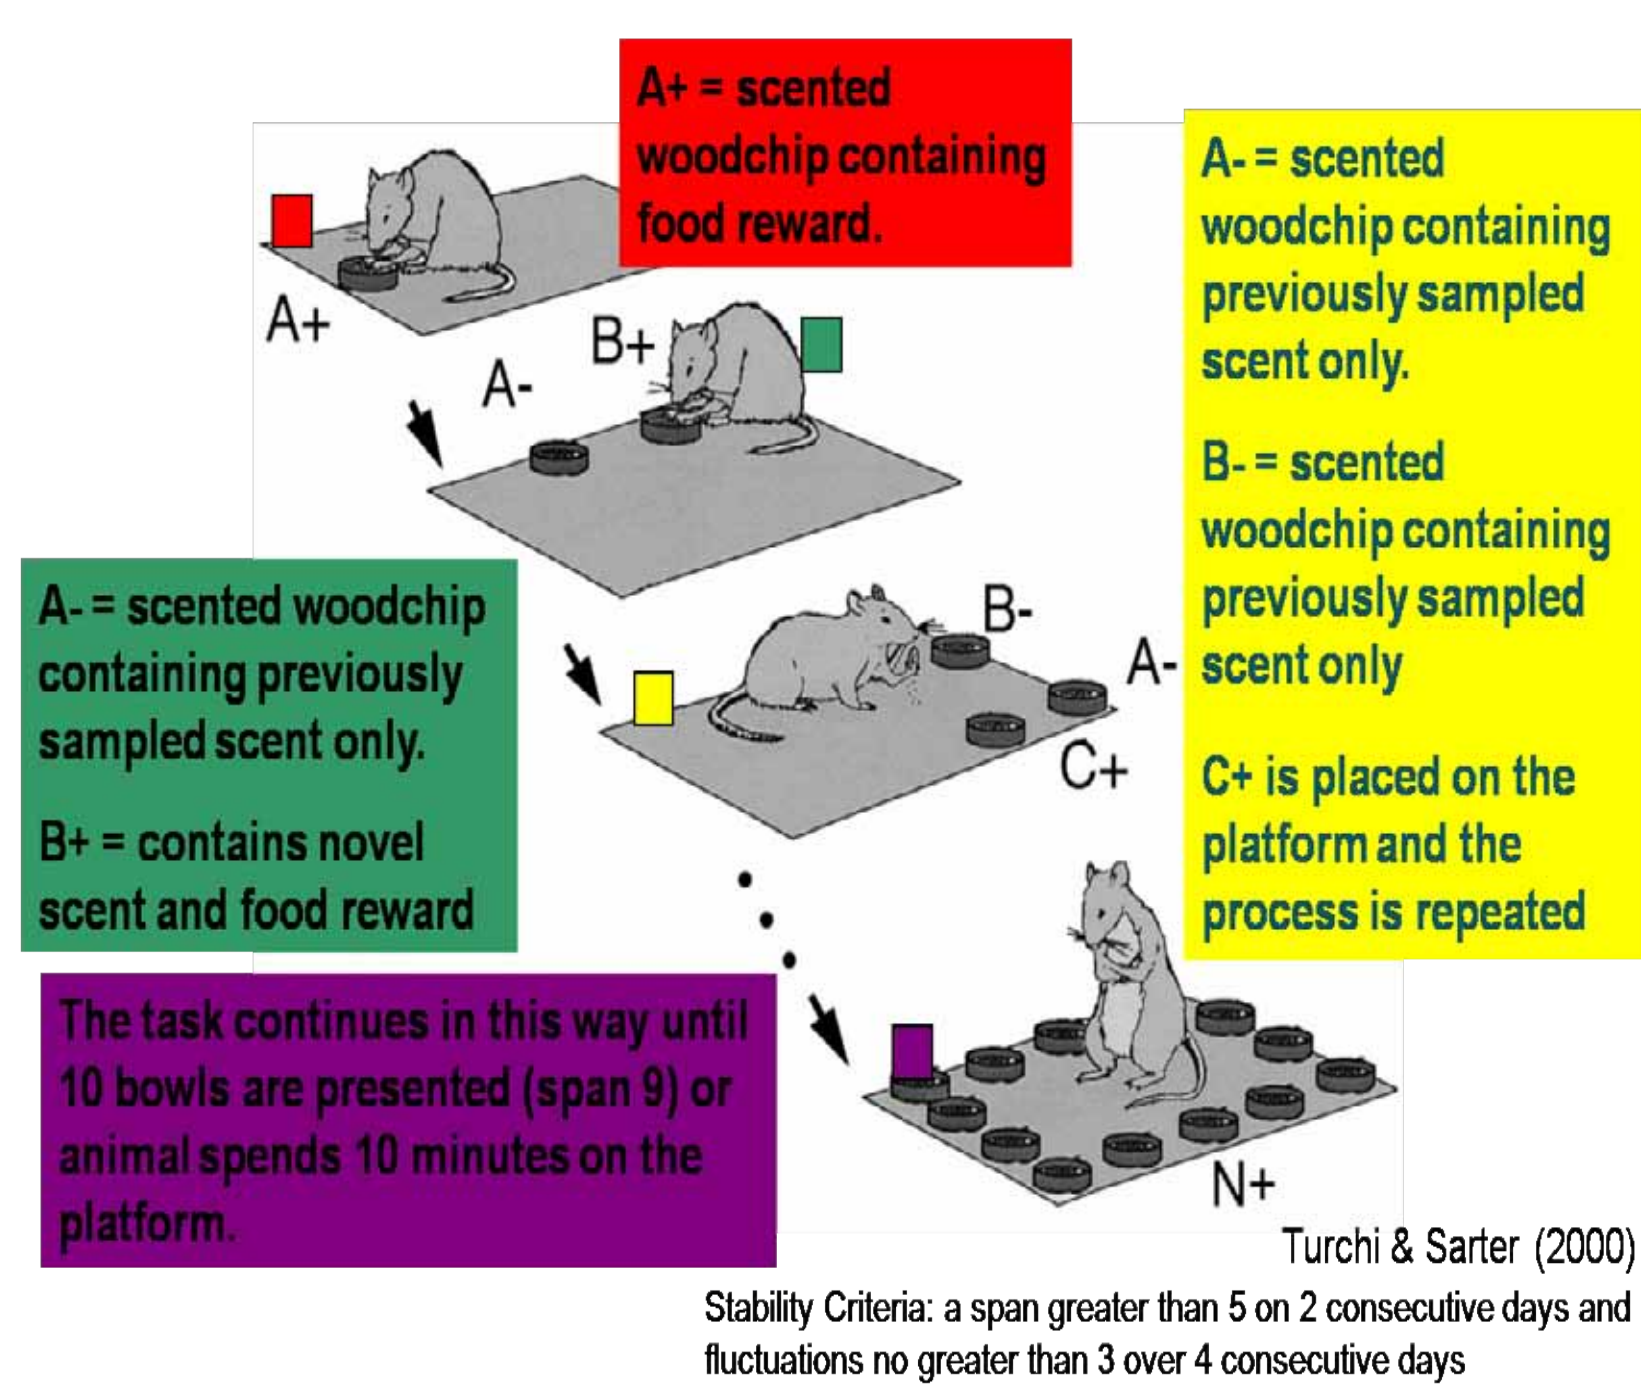 A+ = scented
woodchip containing
food reward.
A+
A-
B+
A- = scented
woodchip containing
previously sampled
scent only.
B- = scented
woodchip containing
previously sampled
scent only
C+ is placed on the
platform and the
process is repeated
A- = scented woodchip
containing previously
sampled scent only.
B+ = contains novel
scent and food reward
B-
A-
C+
The task continues in this way until
10 bowls are presented (span 9) or
animal spends 10 minutes on the
platform.
N+
Turchi & Sarter (2000)
Stability Criteria: a span greater than 5 on 2 consecutive days and
fluctuations no greater than 3 over 4 consecutive days